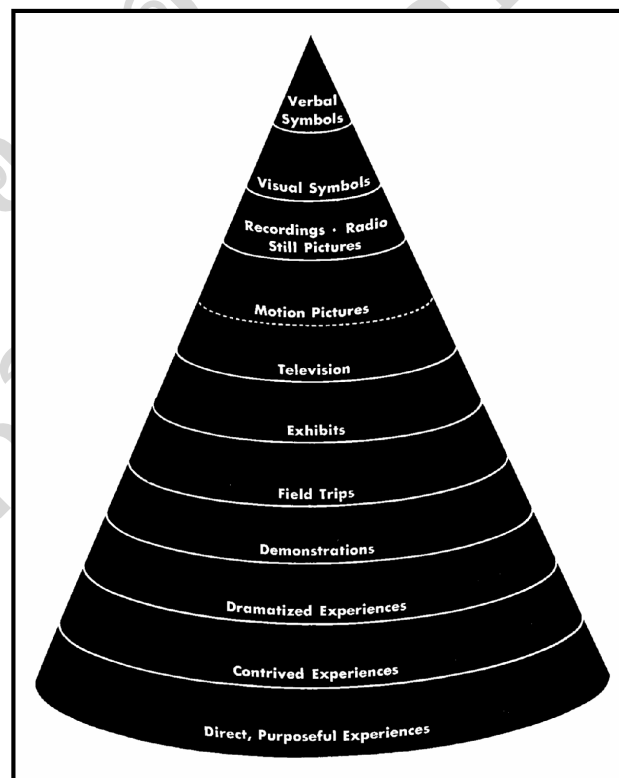 Verbal
Symbols
Visual Symbols
Recordings · Radio
Still Pictures
Motion Pictures
Television
Exhibits
Field Trips
Demonstrations
Dramatized Experiences
Contrived Experiences
Direct, Purposeful Experiences